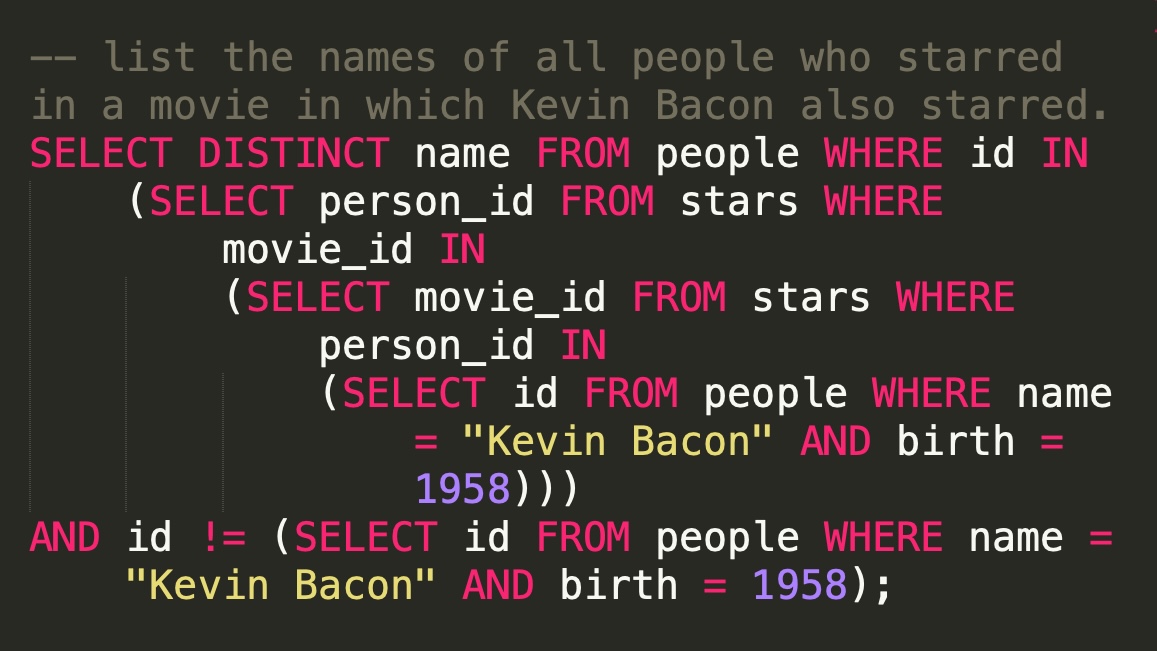 -- list the names of all people who starred
in a movie in which Kevin Bacon also starred.
SELECT DISTINCT name FROM people WHERE id IN
(SELECT person_id FROM stars WHERE
movie_id IN
(SELECT movie_id FROM stars WHERE
person_id IN
(SELECT id FROM people WHERE name
= "Kevin Bacon" AND birth =
1958)))
AND id != (SELECT id FROM people WHERE name =
"Kevin Bacon" AND birth = 1958);